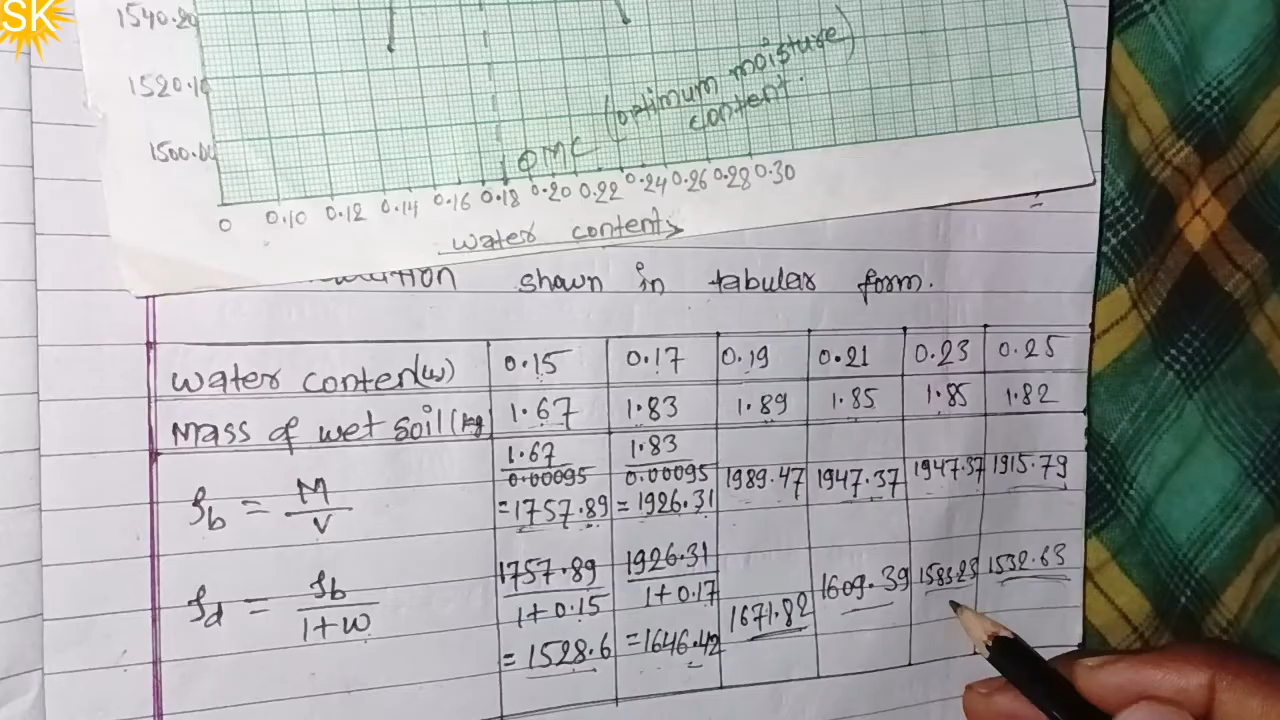 SK
1540.20
1520.10
1500.00
(optimum moisture)
content.
OMC
0 0.10 0.12 0.14 0.16 0.18 0.20 0.22 0.24 0.26 0.28 0.30
water content
shown in tabular form.
water conten(w) 0.15 0.17 0.19 0.21 0.23 0.25
Mass of wet soil(kg) 1.67 1.83 1.89 1.85 1.85 1.82
ρb = M/V 1.67/0.00095 = 1757.89 1.83/0.00095 = 1926.31 1989.47 1947.37 1947.37 1915.79
ρd = ρb/1+w 1757.89/1+0.15 = 1528.6 1926.31/1+0.17 = 1646.42 1671.82 1609.39 1583.23 1532.63